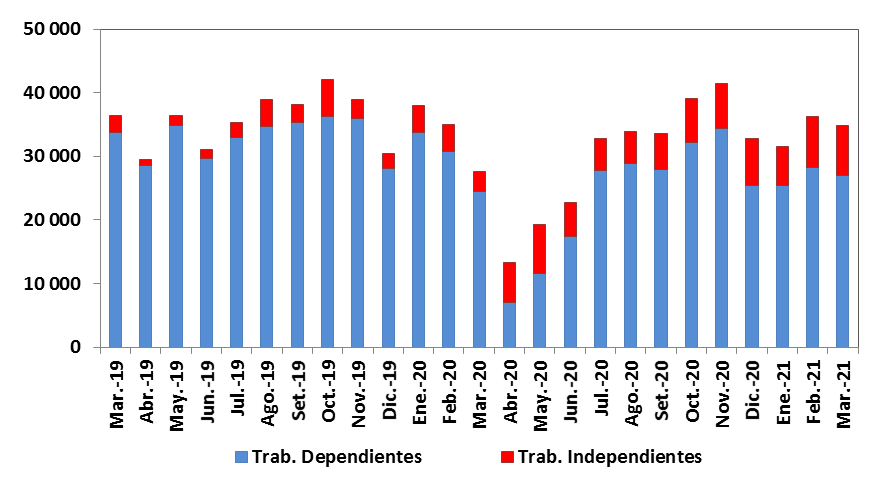 50 000
40 000
30 000
20 000
10 000
0
Mar.-19
Abr.-19
May.-19
Jun.-19
Jul.-19
Ago.-19
Set.-19
Oct.-19
Nov.-19
Dic.-19
Ene.-20
Feb.-20
Mar.-20
Abr.-20
May.-20
Jun.-20
Jul.-20
Ago.-20
Set.-20
Oct.-20
Nov.-20
Dic.-20
Ene.-21
Feb.-21
Mar.-21
Trab. Dependientes
Trab. Independientes